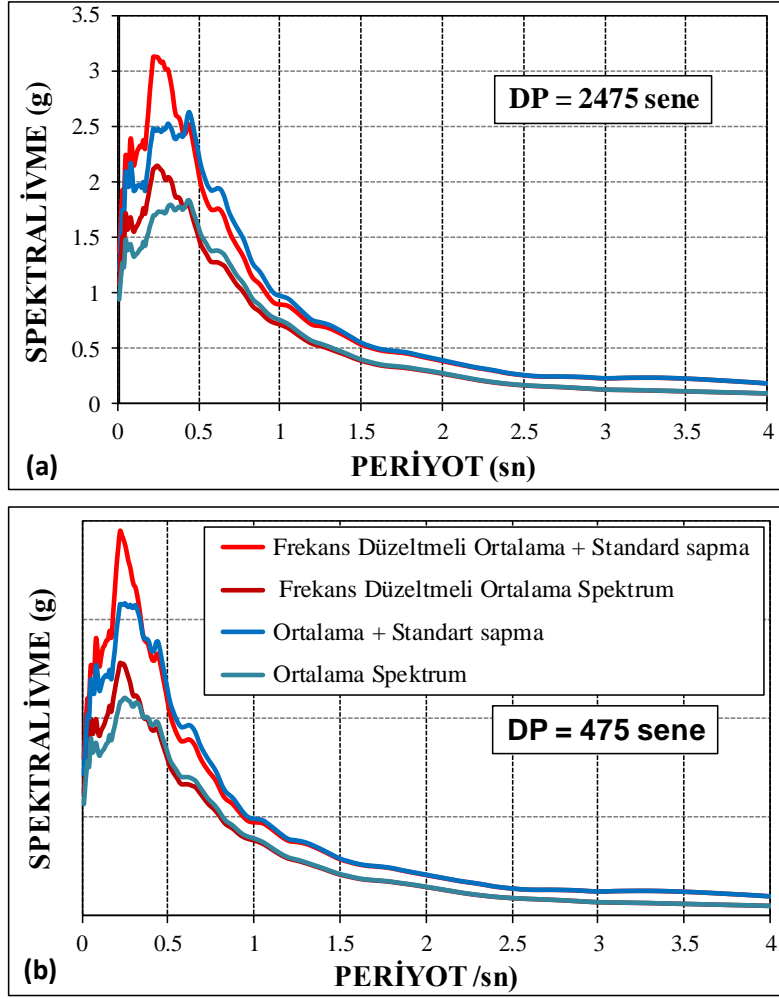 3.5
3
2.5
2
1.5
1
0.5
0
SPEKTRALİVME (g)
DP = 2475 sene
0 0.5 1 1.5 2 2.5 3 3.5 4
(a)
PERİYOT (sn)
SPEKTRALİVME (g)
Frekans Düzeltmeli Ortalama + Standard sapma
Frekans Düzeltmeli Ortalama Spektrum
Ortalama + Standart sapma
Ortalama Spektrum
DP = 475 sene
0 0.5 1 1.5 2 2.5 3 3.5 4
(b)
PERİYOT /sn)